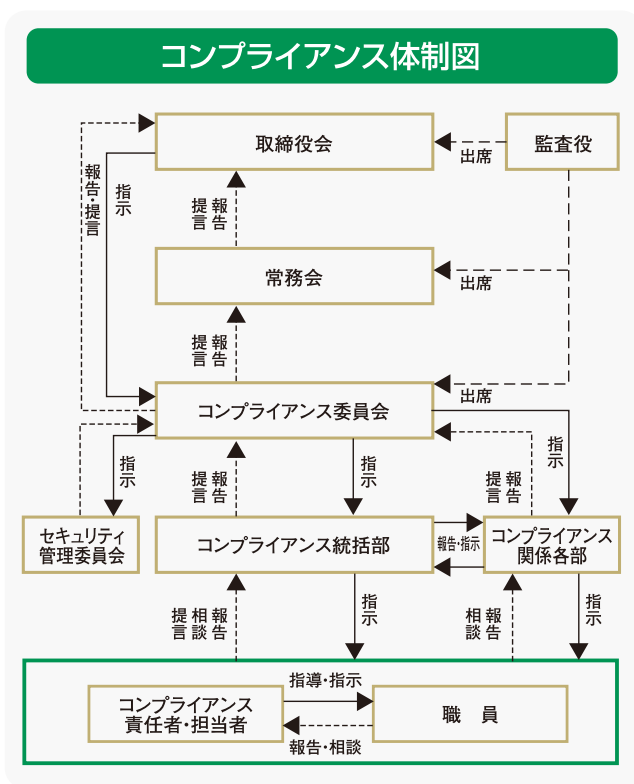 コンプライアンス体制図
取締役会
監査役
出席
報告・提言
指示
報告
提言
常務会
出席
報告
提言
出席
コンプライアンス委員会
指示
報告
提言
指示
報告
提言
指示
セキュリティ
管理委員会
コンプライアンス統括部
報告・指示
コンプライアンス
関係各部
報告
相談
提言
指示
報告
相談
指示
コンプライアンス
責任者・担当者
指導・指示
報告・相談
職　員